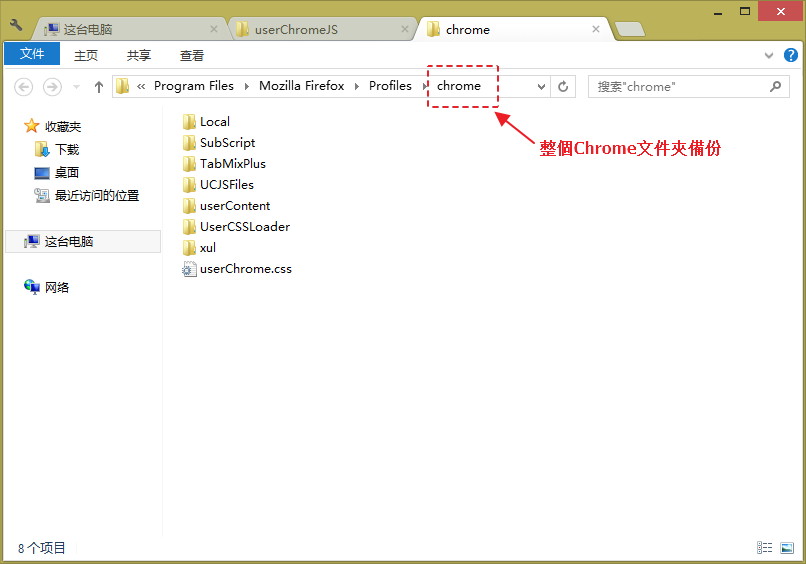 这台电脑
userChromeJS
chrome
文件 主页 共享 查看
« Program Files Mozilla Firefox Profiles chrome
搜索"chrome"
整個Chrome文件夾備份
收藏夹
下载
桌面
最近访问的位置
这台电脑
网络
Local
SubScript
TabMixPlus
UCJSFiles
userContent
UserCSSLoader
xul
userChrome.css
8 个项目